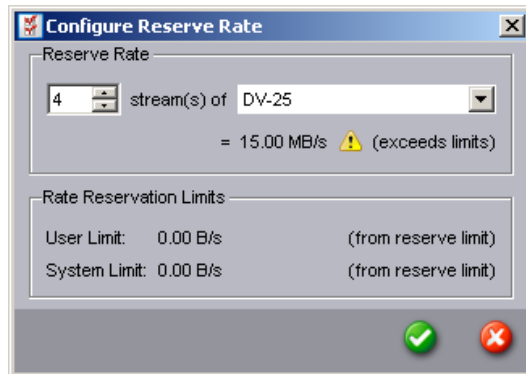 Configure Reserve Rate
Reserve Rate
4 stream(s) of DV-25
= 15.00 MB/s (exceeds limits)
Rate Reservation Limits
User Limit: 0.00 B/s (from reserve limit)
System Limit: 0.00 B/s (from reserve limit)